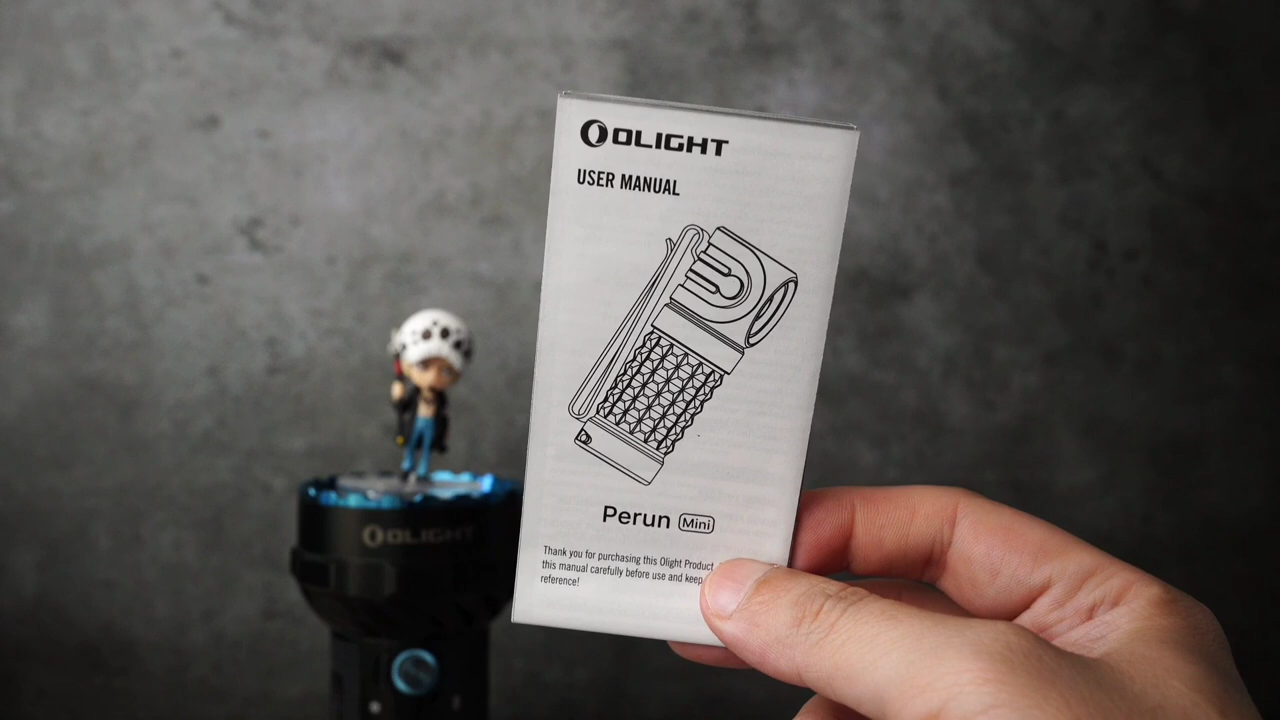 OLIGHT
USER MANUAL
Perun Mini
Thank you for purchasing this Olight Product
this manual carefully before use and keep
reference!
OLIGHT